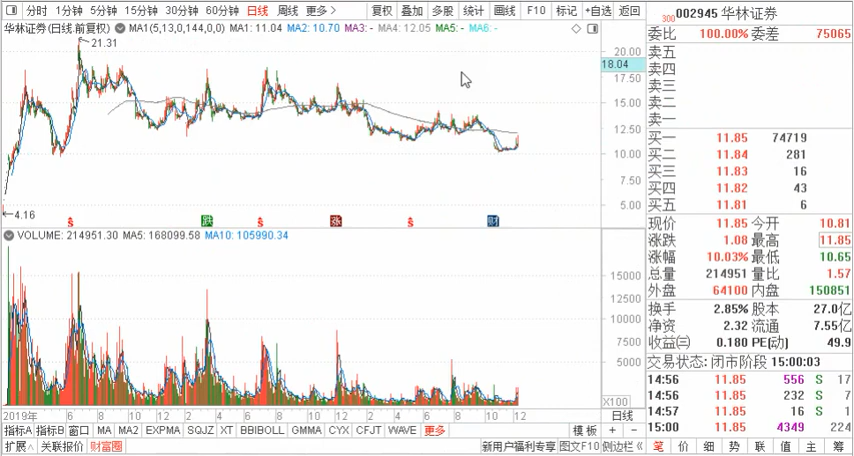 分时 1分钟 5分钟 15分钟 30分钟 60分钟 日线 周线 更多 > 复权 叠加 多股 统计 画线 F10 标记 +自选 返回
300 002945 华林证券
华林证券(日线.前复权) MA1(5,13,0,144,0,0) MA1: 11.04 MA2: 10.70 MA3: - MA4: 12.05 MA5: - MA6: -
委比 100.00% 委差 75065
卖五
卖四
卖三
卖二
卖一
买一 11.85 74719
买二 11.84 281
买三 11.83 16
买四 11.82 43
买五 11.81 6
现价 11.85 今开 10.81
涨跌 1.08 最高 11.85
涨幅 10.03% 最低 10.65
总量 214951 量比 1.57
外盘 64100 内盘 150851
换手 2.85% 股本 27.0亿
净资 2.32 流通 7.55亿
收益㈢ 0.180 PE(动) 49.9
交易状态: 闭市阶段 15:00:03
14:56 11.85 556 S 17
14:56 11.85 232 S 7
14:57 11.85 16 S 1
15:00 11.85 4349 224
笔 价 细 势 联 值 主 筹
21.31
20.00
18.04
17.50
15.00
12.50
10.00
7.50
5.00
4.16
$ 跌 $ 涨 $ 财
VOLUME: 214951.30 MA5: 168099.58 MA10: 105990.34
15000
12500
10000
7500
5000
X100
2019年 6 8 10 12 2 4 6 8 10 12 2 4 6 8 10 12 日线
指标A 指标B 窗口 MA MA2 EXPMA SQJZ XT BBIBOLL GMMA CYX CFJT WAVE 更多 模板 + -
扩展∧ 关联报价 财富圈 新用户福利专享 图文F10 侧边栏《